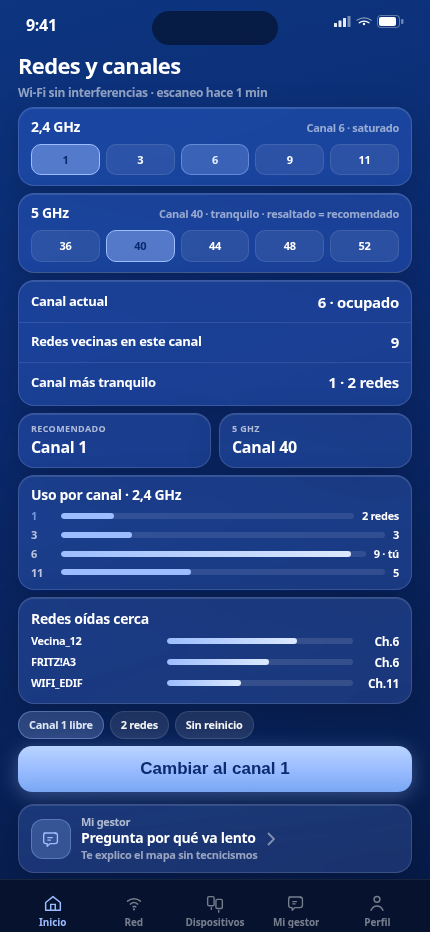 9:41
Redes y canales
Wi-Fi sin interferencias · escaneo hace 1 min
2,4 GHz
Canal 6 · saturado
1 3 6 9 11
5 GHz
Canal 40 · tranquilo · resaltado = recomendado
36 40 44 48 52
Canal actual
6 · ocupado
Redes vecinas en este canal
9
Canal más tranquilo
1 · 2 redes
RECOMENDADO
Canal 1
5 GHZ
Canal 40
Uso por canal · 2,4 GHz
1 2 redes
3 3
6 9 · tú
11 5
Redes oídas cerca
Vecina_12 Ch.6
FRITZ!A3 Ch.6
WIFI_EDIF Ch.11
Canal 1 libre
2 redes
Sin reinicio
Cambiar al canal 1
Mi gestor
Pregunta por qué va lento
Te explico el mapa sin tecnicismos
Inicio
Red
Dispositivos
Mi gestor
Perfil